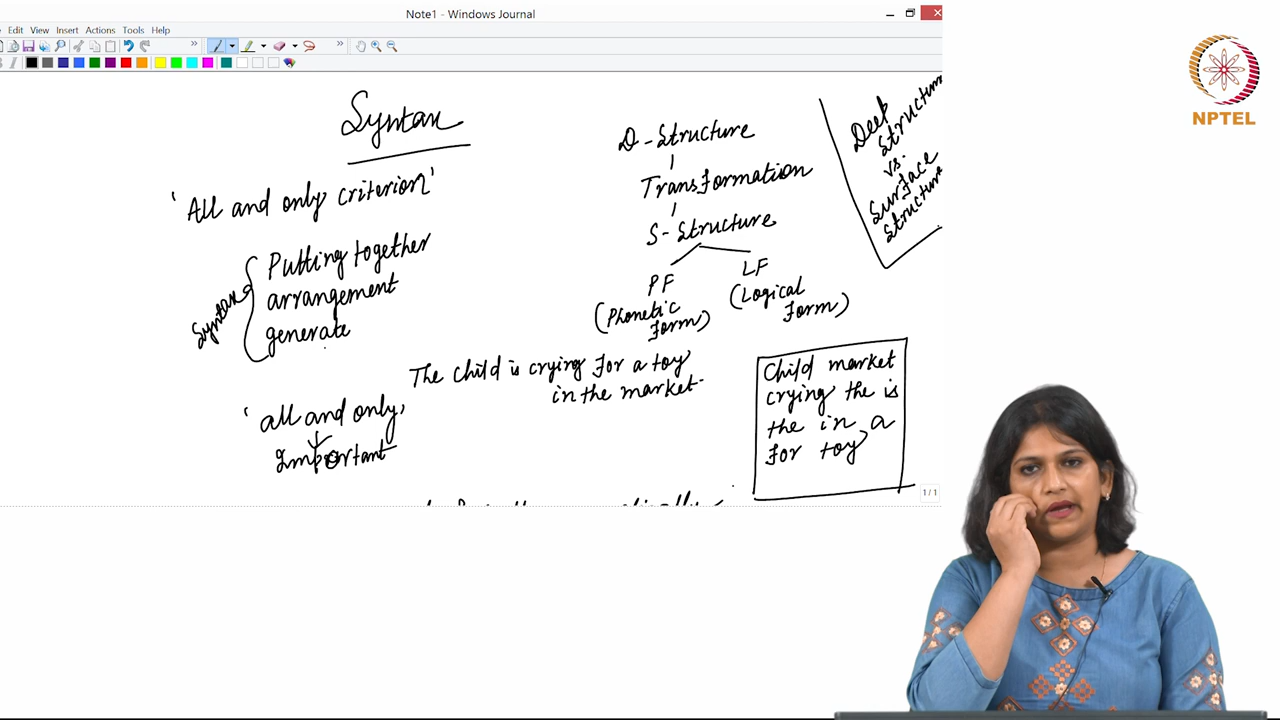 Note1 - Windows Journal
Edit View Insert Actions Tools Help
NPTEL
Syntax
'All and only criterion'
Syntax
Putting together
arrangement
generate
D-Structure
Transformation
S-Structure
PF
(Phonetic
Form)
LF
(Logical
Form)
Deep
Structure
vs.
Surface
Structure
The child is crying for a toy
in the market
'all and only,
Important
Child market
crying the is
the in, a
for toy
1/1